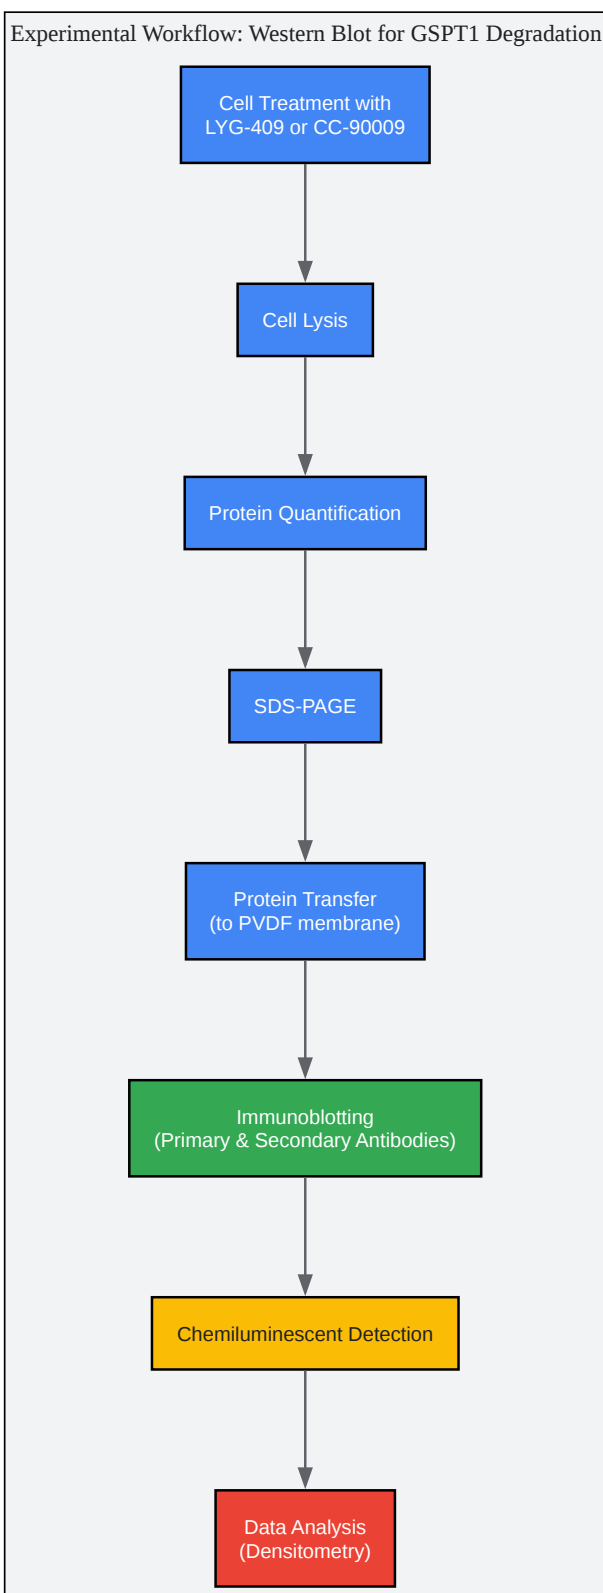 Experimental Workflow: Western Blot for GSPT1 Degradation
Cell Treatment with
LYG-409 or CC-90009
Cell Lysis
Protein Quantification
SDS-PAGE
Protein Transfer
(to PVDF membrane)
Immunoblotting
(Primary & Secondary Antibodies)
Chemiluminescent Detection
Data Analysis
(Densitometry)